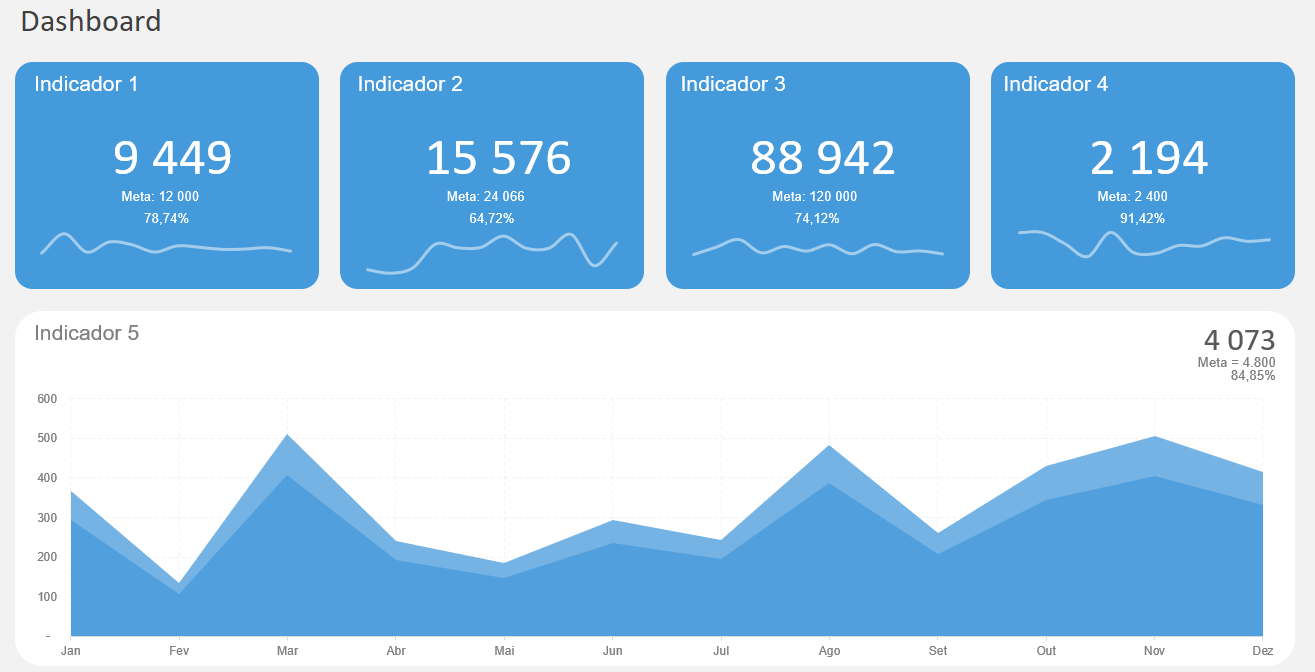 Dashboard
Indicador 1
9 449
Meta: 12 000
78,74%
Indicador 2
15 576
Meta: 24 066
64,72%
Indicador 3
88 942
Meta: 120 000
74,12%
Indicador 4
2 194
Meta: 2 400
91,42%
Indicador 5
4 073
Meta = 4.800
84,85%
600
500
400
300
200
100
-
Jan Fev Mar Abr Mai Jun Jul Ago Set Out Nov Dez